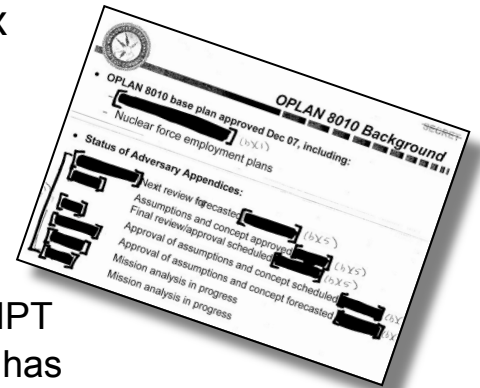 x
SECRET
OPLAN 8010 Background
• OPLAN 8010 base plan approved Dec 07, including:
–
(b)(1)
– Nuclear force employment plans
• Status of Adversary Appendices:
Next review forecasted (b)(5)
Assumptions and concept approved
Final review/approval scheduled (b)(5)
Approval of assumptions and concept scheduled (b)(
Approval of assumptions and concept forecasted (b)(
Mission analysis in progress
Mission analysis in progress
NPT
has